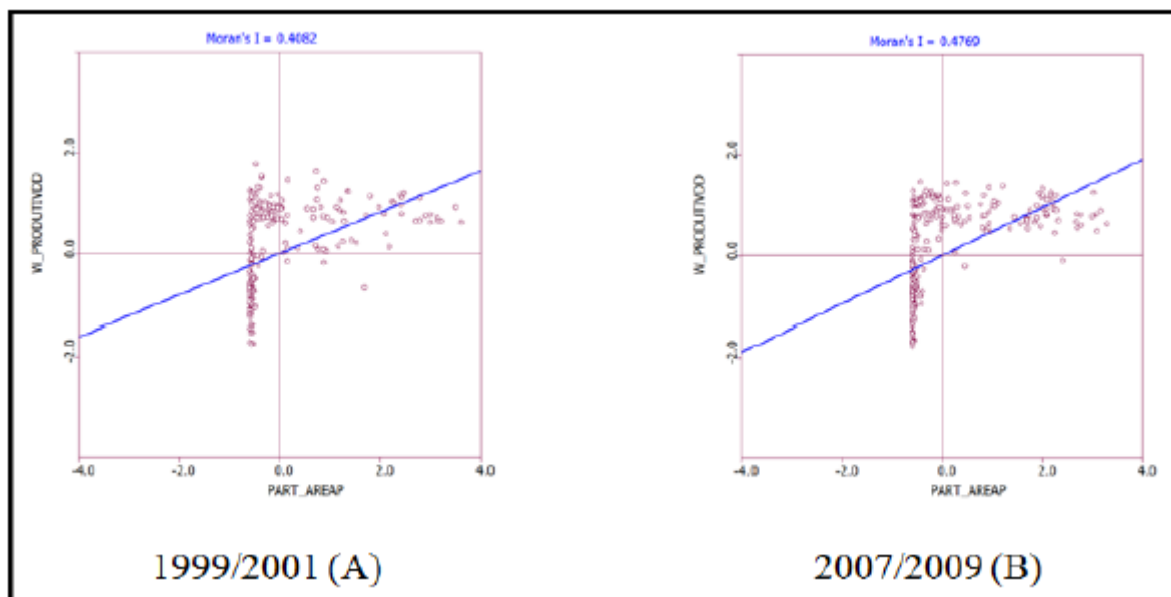 Moran's I = 0.4082
2.0
0.0
-2.0
W_PRODUTIVDD
-4.0 -2.0 0.0 2.0 4.0
PART_AREAP
1999/2001 (A)
Moran's I = 0.4769
2.0
0.0
-2.0
W_PRODUTIVDD
-4.0 -2.0 0.0 2.0 4.0
PART_AREAP
2007/2009 (B)